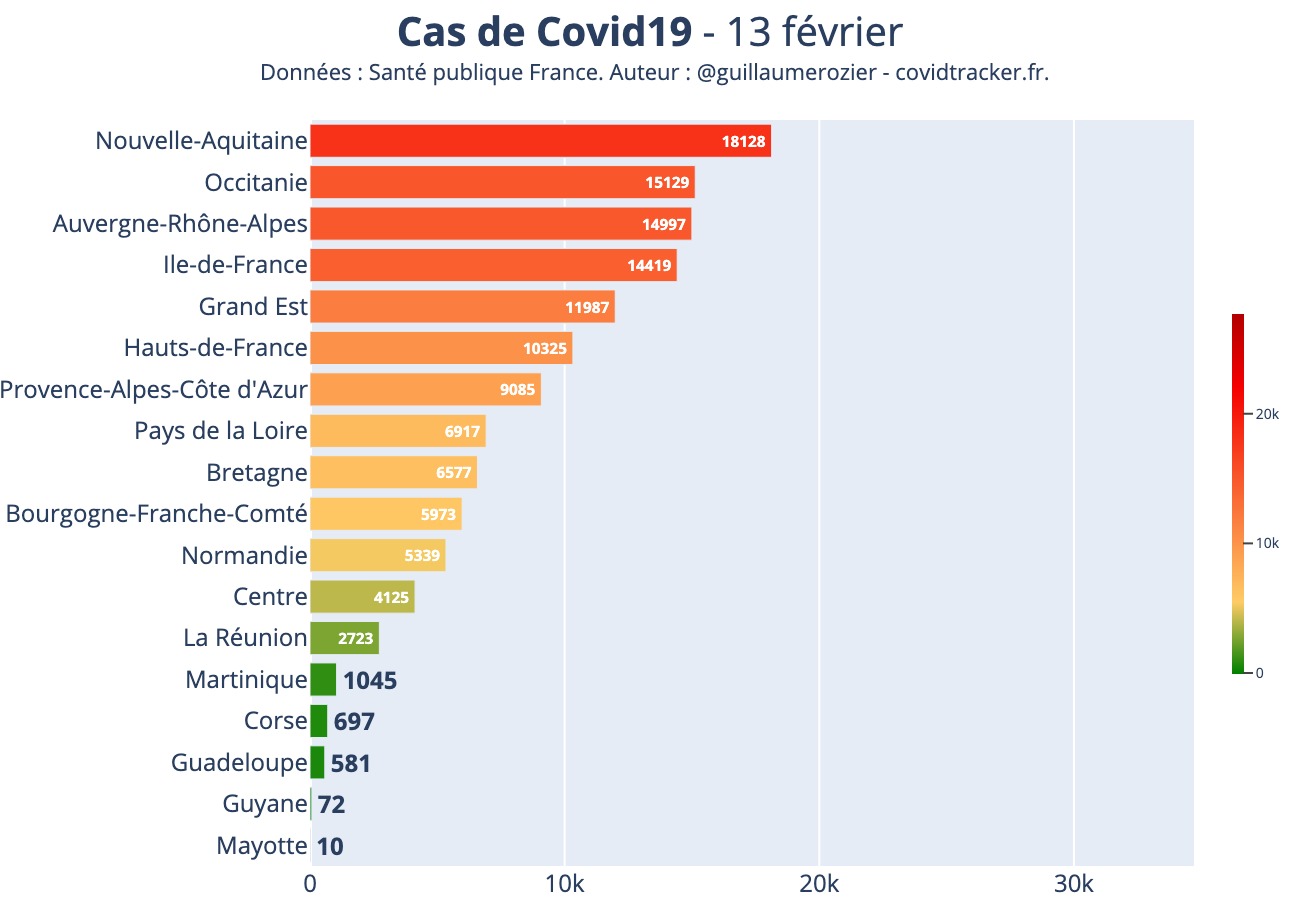 Cas de Covid19 - 13 février
Données : Santé publique France. Auteur : @guillaumerozier - covidtracker.fr.
Nouvelle-Aquitaine 18128
Occitanie 15129
Auvergne-Rhône-Alpes 14997
Ile-de-France 14419
Grand Est 11987
Hauts-de-France 10325
Provence-Alpes-Côte d'Azur 9085
Pays de la Loire 6917
Bretagne 6577
Bourgogne-Franche-Comté 5973
Normandie 5339
Centre 4125
La Réunion 2723
Martinique 1045
Corse 697
Guadeloupe 581
Guyane 72
Mayotte 10
0 10k 20k 30k
20k
10k
0